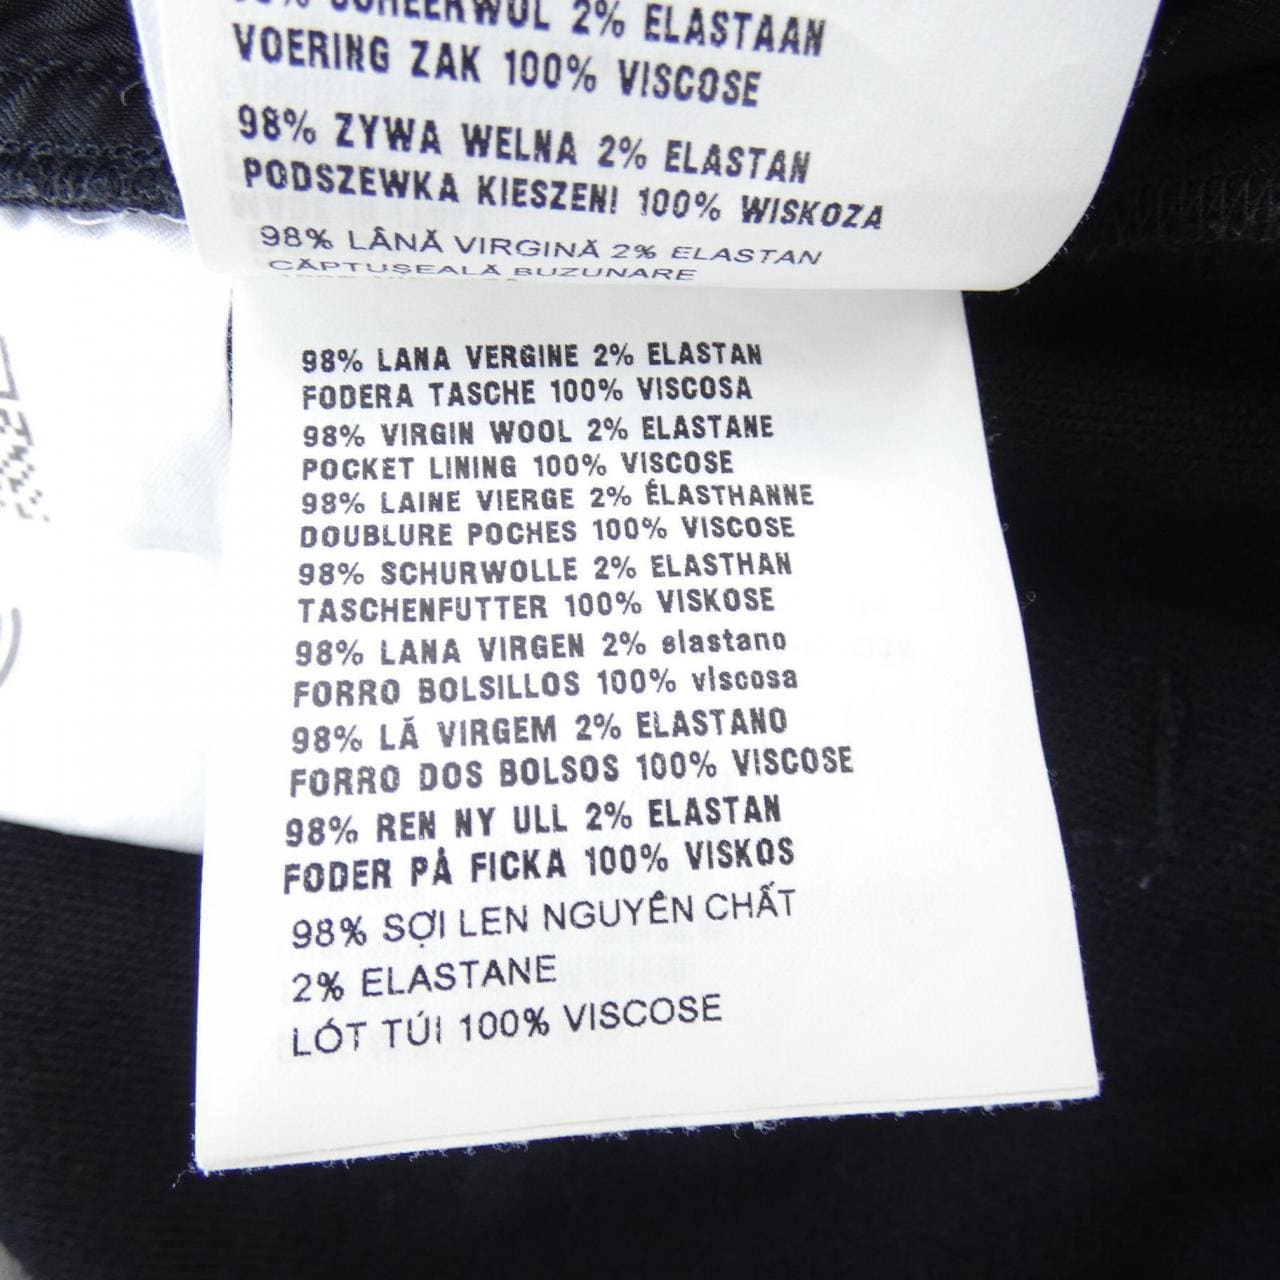 SCHEERWOL 2% ELASTAAN
VOERING ZAK 100% VISCOSE
98% ZYWA WELNA 2% ELASTAN
PODSZEWKA KIESZENI 100% WISKOZA
98% LÂNĂ VIRGINĂ 2% ELASTAN
CĂPTUȘEALĂ BUZUNARE
98% LANA VERGINE 2% ELASTAN
FODERA TASCHE 100% VISCOSA
98% VIRGIN WOOL 2% ELASTANE
POCKET LINING 100% VISCOSE
98% LAINE VIERGE 2% ÉLASTHANNE
DOUBLURE POCHES 100% VISCOSE
98% SCHURWOLLE 2% ELASTHAN
TASCHENFUTTER 100% VISKOSE
98% LANA VIRGEN 2% elastano
FORRO BOLSILLOS 100% viscosa
98% LÃ VIRGEM 2% ELASTANO
FORRO DOS BOLSOS 100% VISCOSE
98% REN NY ULL 2% ELASTAN
FODER PÅ FICKA 100% VISKOS
98% SỢI LEN NGUYÊN CHẤT
2% ELASTANE
LÓT TÚI 100% VISCOSE